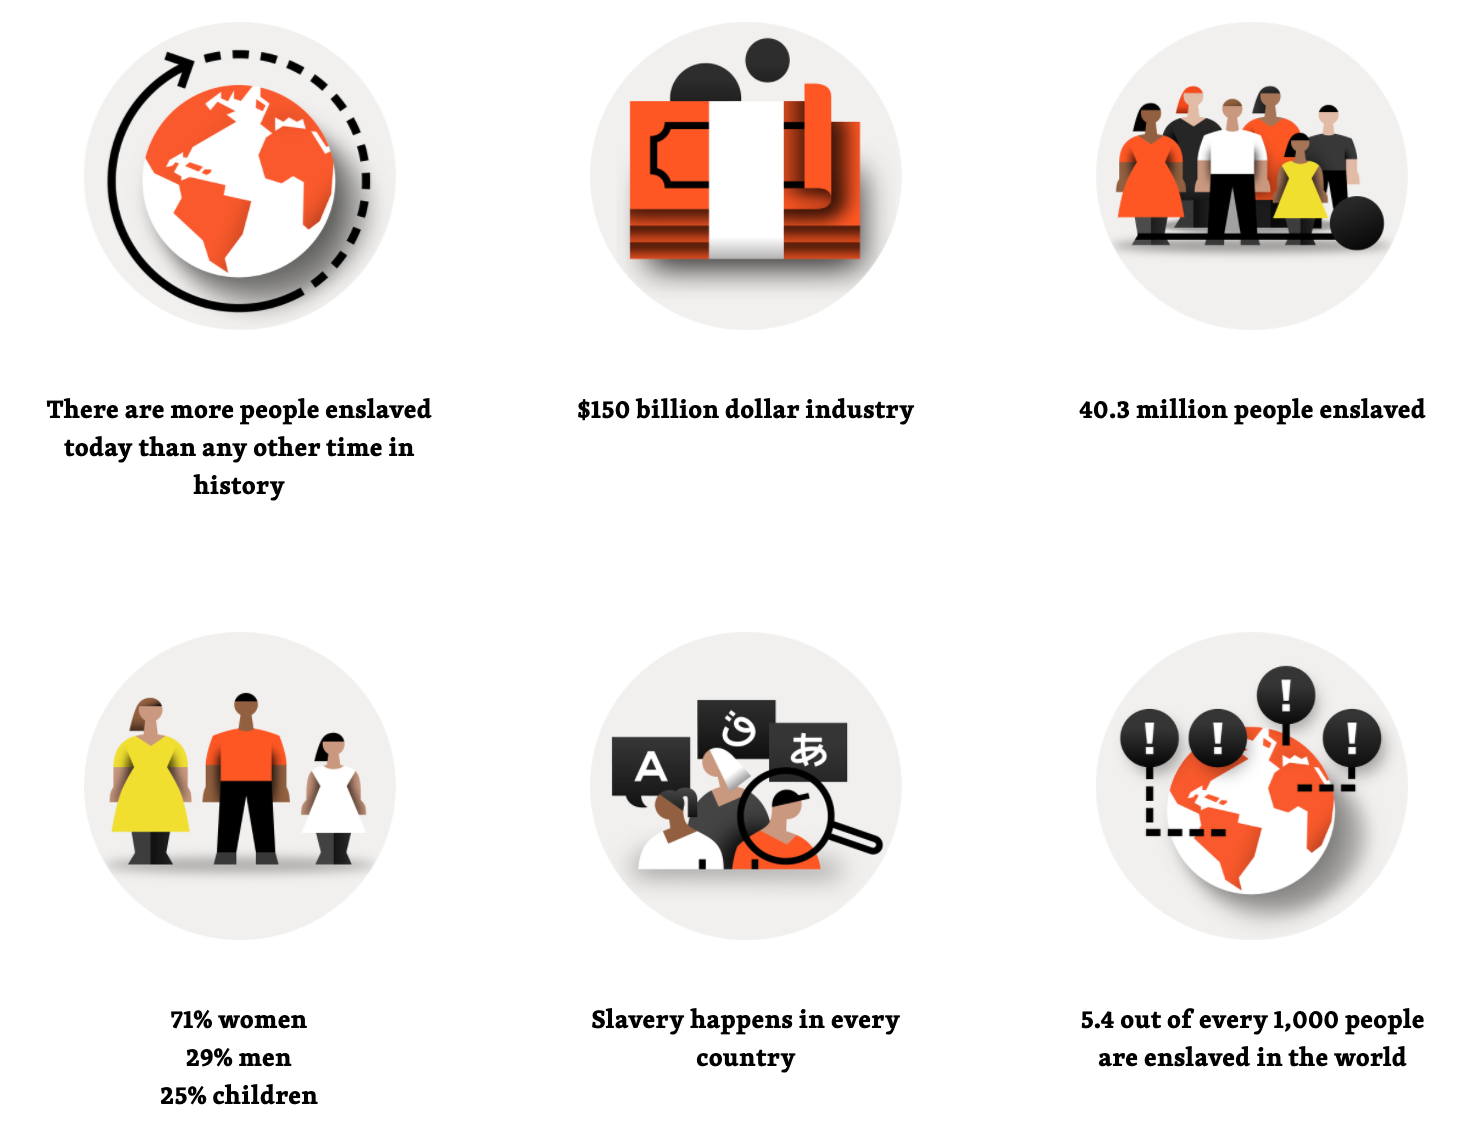 There are more people enslaved
today than any other time in
history
$150 billion dollar industry
40.3 million people enslaved
A
ق
あ
!
!
!
!
71% women
29% men
25% children
Slavery happens in every
country
5.4 out of every 1,000 people
are enslaved in the world